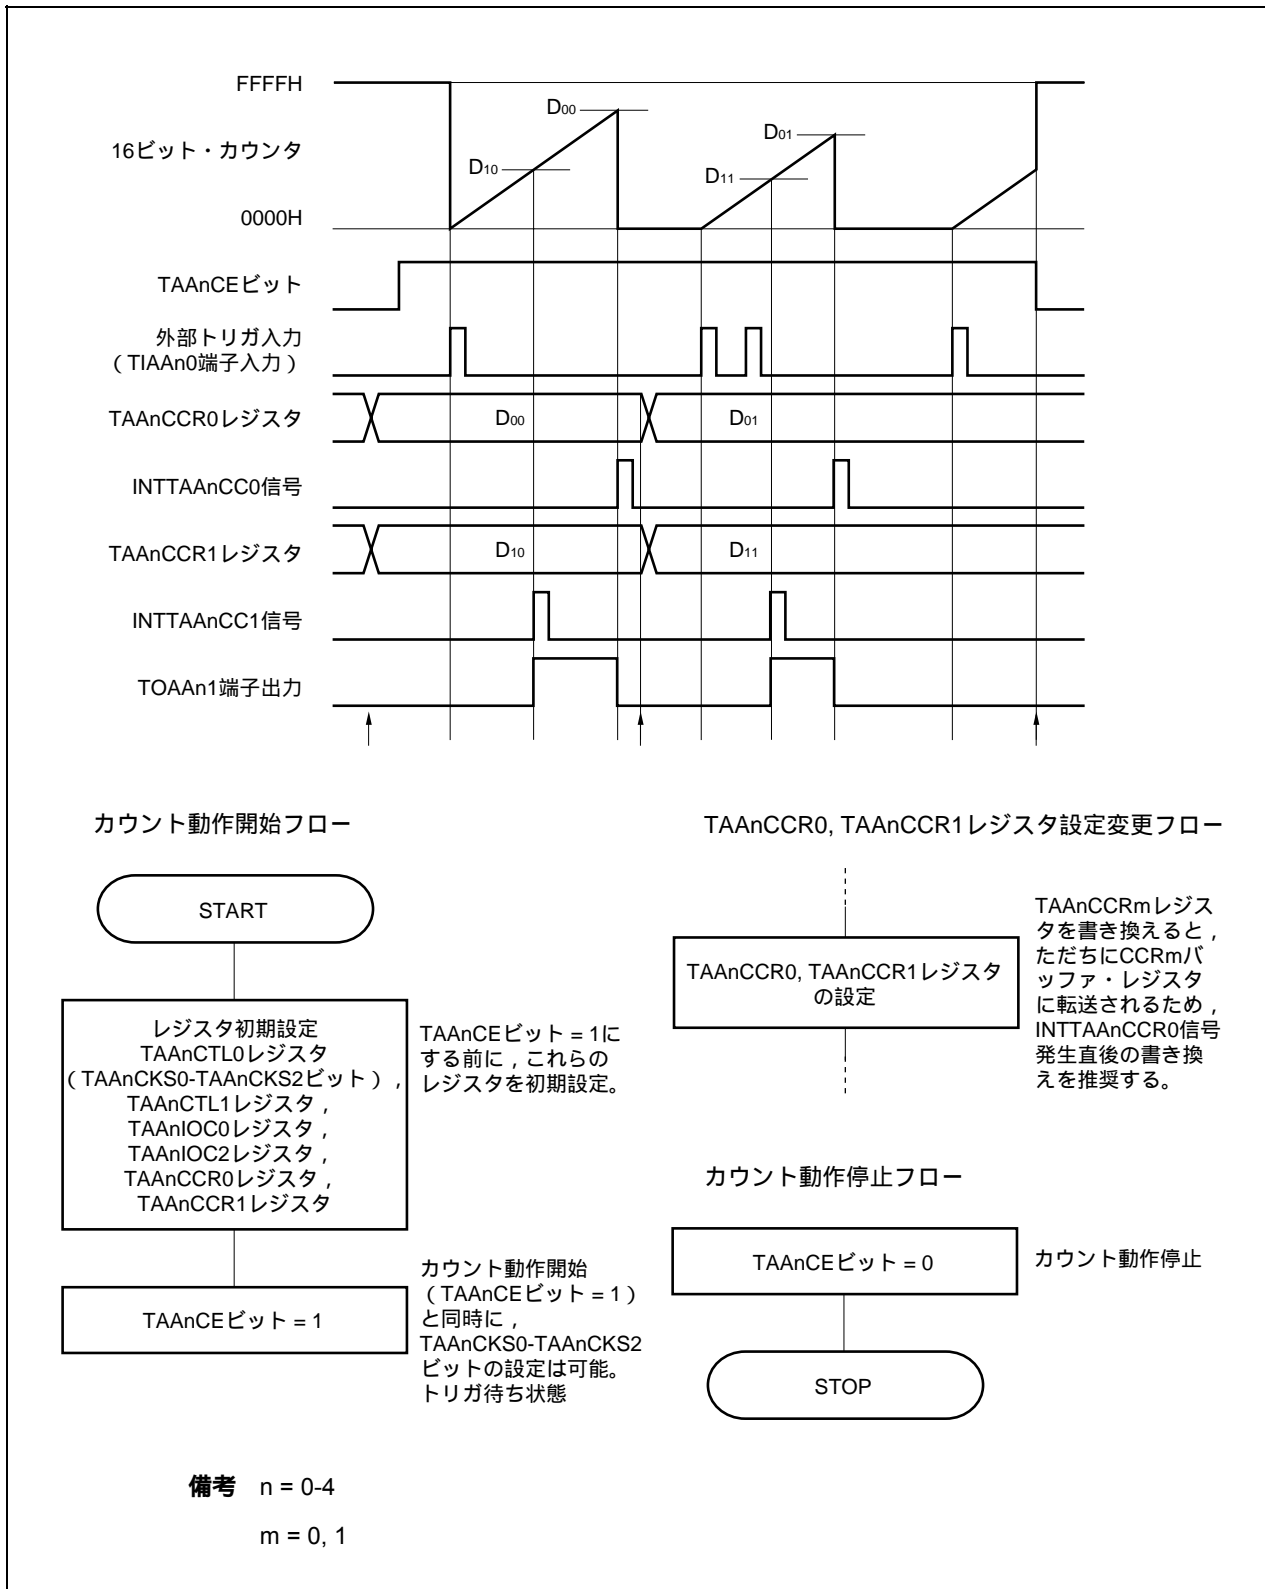 FFFFH
D00
D01
16ビット・カウンタ
D10
D11
0000H
TAAnCEビット
外部トリガ入力
（TIAAn0端子入力）
TAAnCCR0レジスタ
D00
D01
INTTAAnCC0信号
TAAnCCR1レジスタ
D10
D11
INTTAAnCC1信号
TOAAn1端子出力
カウント動作開始フロー
START
レジスタ初期設定
TAAnCTL0レジスタ
（TAAnCKS0-TAAnCKS2ビット）,
TAAnCTL1レジスタ,
TAAnIOC0レジスタ,
TAAnIOC2レジスタ,
TAAnCCR0レジスタ,
TAAnCCR1レジスタ
TAAnCEビット = 1に
する前に,これらの
レジスタを初期設定。
TAAnCEビット = 1
カウント動作開始
（TAAnCEビット = 1）
と同時に,
TAAnCKS0-TAAnCKS2
ビットの設定は可能。
トリガ待ち状態
TAAnCCR0, TAAnCCR1レジスタ設定変更フロー
TAAnCCR0, TAAnCCR1レジスタ
の設定
TAAnCCRmレジス
タを書き換えると,
ただちにCCRmバ
ッファ・レジスタ
に転送されるため,
INTTAAnCCR0信号
発生直後の書き換
えを推奨する。
カウント動作停止フロー
TAAnCEビット = 0
カウント動作停止
STOP
備考 n = 0-4
m = 0, 1